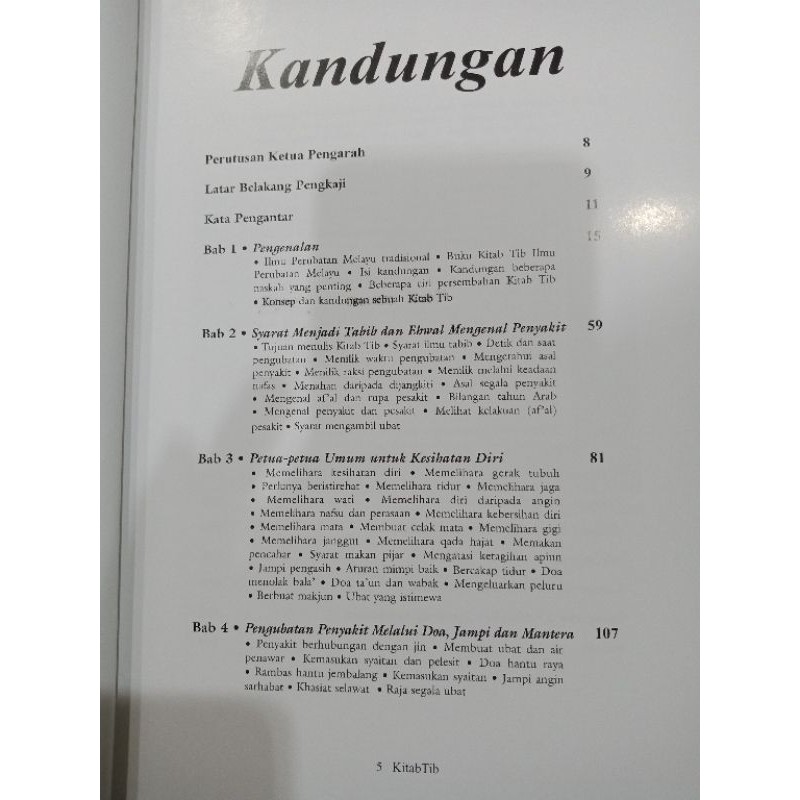 Kandungan
Perutusan Ketua Pengarah 8
Latar Belakang Pengkaji 9
Kata Pengantar 11
Bab 1 • Pengenalan 15
• Ilmu Perubatan Melayu tradisional • Buku Kitab Tib Ilmu
Perubatan Melayu • Isi kandungan • Kandungan beberapa
naskah yang penting • Beberapa ciri persembahan Kitab Tib
• Konsep dan kandungan sebuah Kitab Tib
Bab 2 • Syarat Menjadi Tabib dan Ehwal Mengenal Penyakit 59
• Tujuan menulis Kitab Tib • Syarat ilmu tabib • Detik dan saat
pengubatan • Menilik waktu pengubatan • Mengetahui asal
penyakit • Menilik saksi pengubatan • Menilik melalui keadaan
nafas • Menahan daripada dijangkiti • Asal segala penyakit
• Mengenal af'al dan rupa pesakit • Bilangan tahun Arab
• Mengenal penyakit dan pesakit • Melihat kelakuan (af'al)
pesakit • Syarat mengambil ubat
Bab 3 • Petua-petua Umum untuk Kesihatan Diri 81
• Memelihara kesihatan diri • Memelihara gerak tubuh
• Perlunya beristirehat • Memelihara tidur • Memelihara jaga
• Memelihara wati • Memelihara diri daripada angin
• Memelihara nafsu dan perasaan • Memelihara kebersihan diri
• Memelihara mata • Membuat celak mata • Memelihara gigi
• Memelihara janggut • Memelihara qada hajat • Memakan
pencahar • Syarat makan pijar • Mengatasi ketagihan apiun
• Jampi pengasih • Aturan mimpi baik • Bercakap tidur • Doa
menolak bala' • Doa ta'un dan wabak • Mengeluarkan peluru
• Berbuat makjun • Ubat yang istimewa
Bab 4 • Pengubatan Penyakit Melalui Doa, Jampi dan Mantera 107
• Penyakit berhubungan dengan jin • Membuat ubat dan air
penawar • Kemasukan syaitan dan pelesit • Doa hantu raya
• Rambas hantu jembalang • Kemasukan syaitan • Jampi angin
sarhabat • Khasiat selawat • Raja segala ubat
5 KitabTib